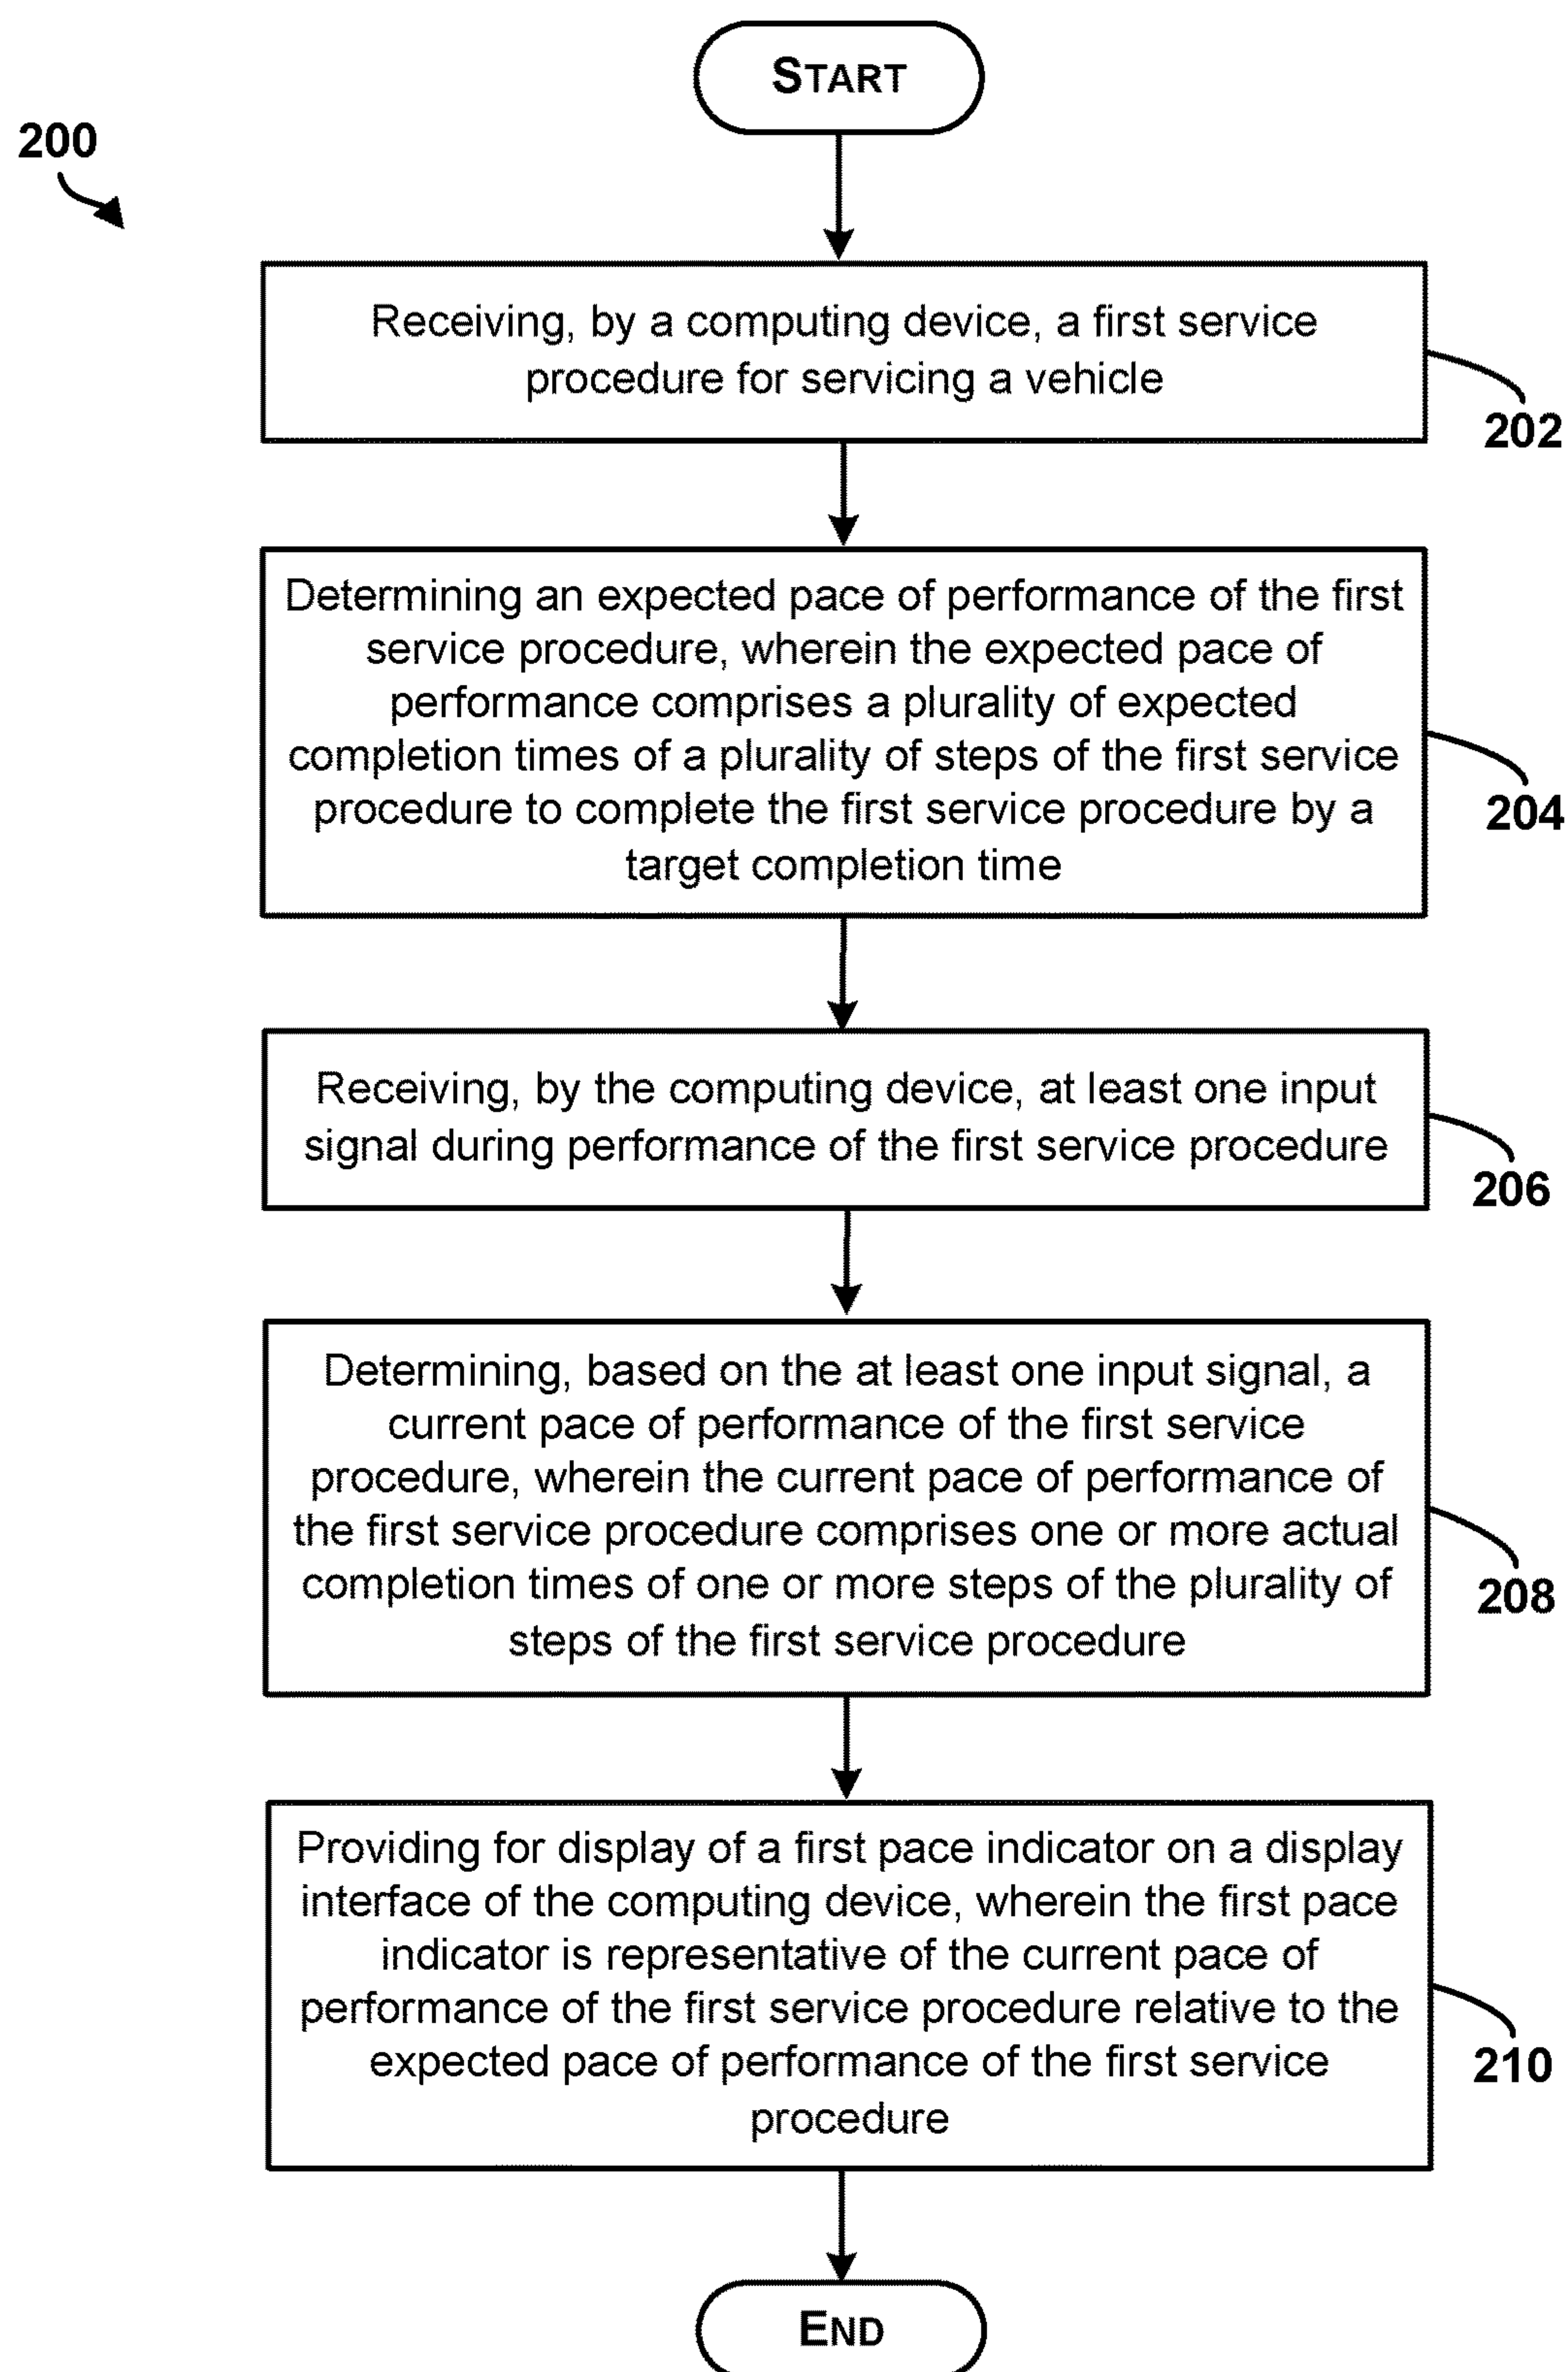 START
200
Receiving, by a computing device, a first service
procedure for servicing a vehicle
202
Determining an expected pace of performance of the first
service procedure, wherein the expected pace of
performance comprises a plurality of expected
completion times of a plurality of steps of the first service
procedure to complete the first service procedure by a
target completion time
204
Receiving, by the computing device, at least one input
signal during performance of the first service procedure
206
Determining, based on the at least one input signal, a
current pace of performance of the first service
procedure, wherein the current pace of performance of
the first service procedure comprises one or more actual
completion times of one or more steps of the plurality of
steps of the first service procedure
208
Providing for display of a first pace indicator on a display
interface of the computing device, wherein the first pace
indicator is representative of the current pace of
performance of the first service procedure relative to the
expected pace of performance of the first service
procedure
210
END